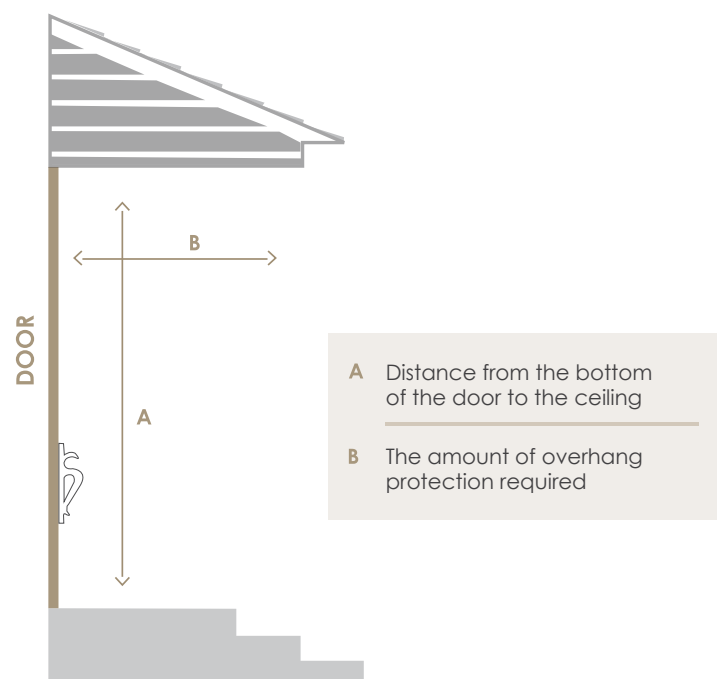 B
DOOR
A
A Distance from the bottom
of the door to the ceiling
B The amount of overhang
protection required